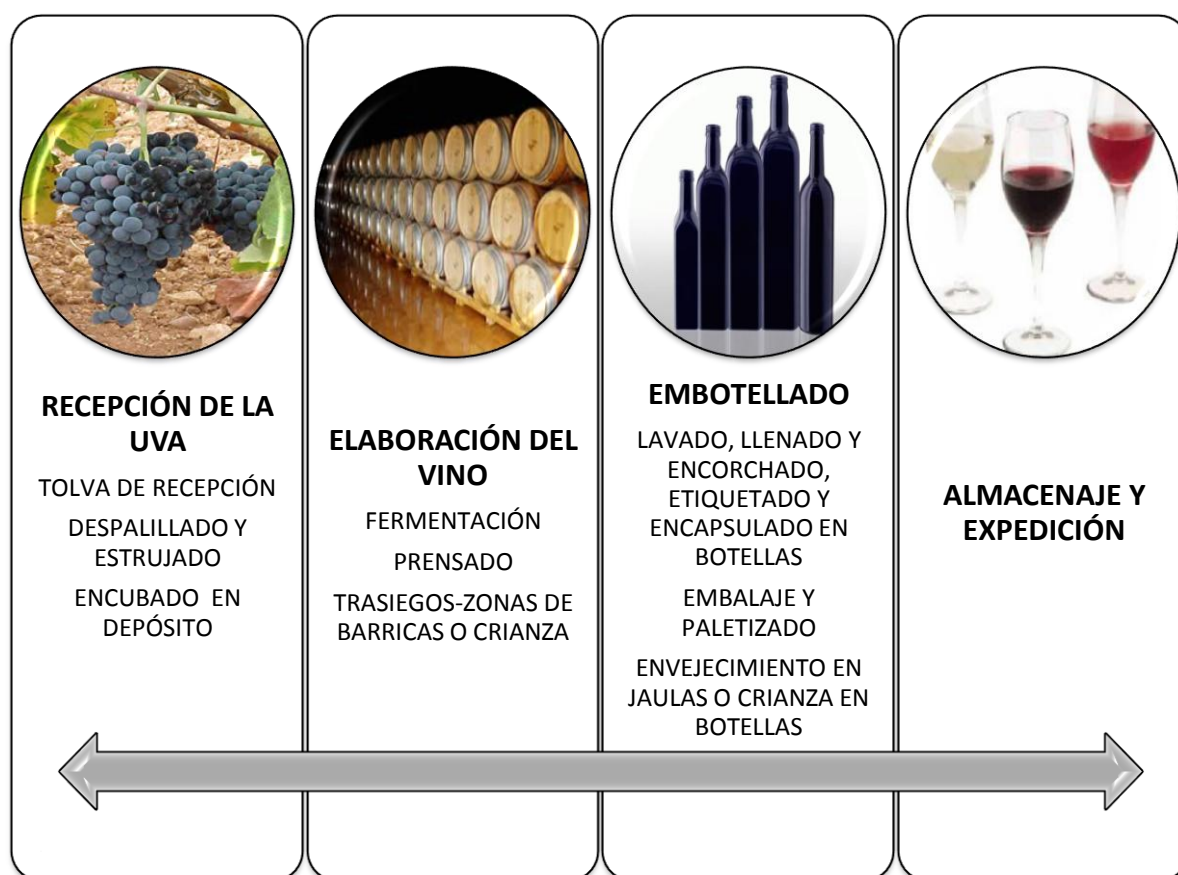 RECEPCIÓN DE LA
UVA
TOLVA DE RECEPCIÓN
DESPALILLADO Y
ESTRUJADO
ENCUBADO EN
DEPÓSITO
ELABORACIÓN DEL
VINO
FERMENTACIÓN
PRENSADO
TRASIEGOS-ZONAS DE
BARRICAS O CRIANZA
EMBOTELLADO
LAVADO, LLENADO Y
ENCORCHADO,
ETIQUETADO Y
ENCAPSULADO EN
BOTELLAS
EMBALAJE Y
PALETIZADO
ENVEJECIMIENTO EN
JAULAS O CRIANZA EN
BOTELLAS
ALMACENAJE Y
EXPEDICIÓN